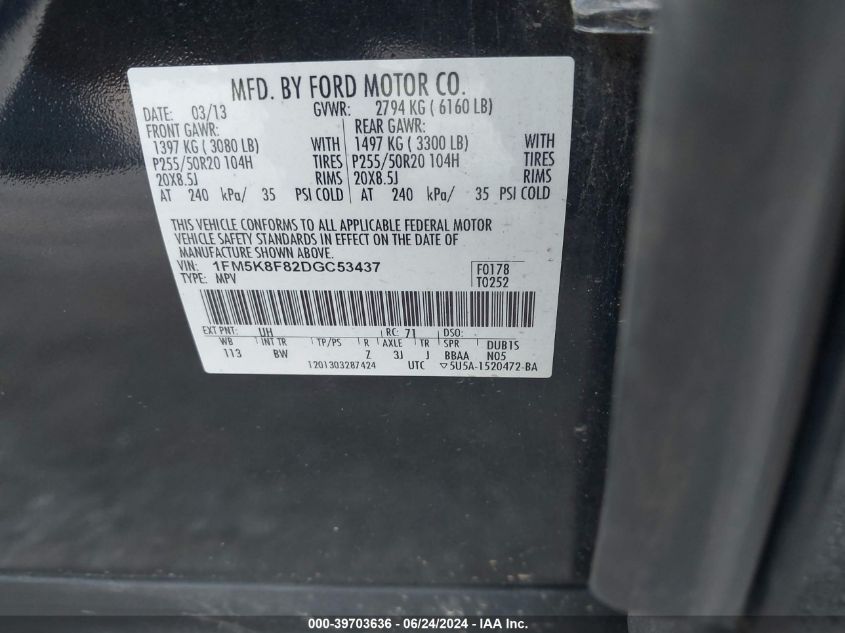 MFD. BY FORD MOTOR CO.
DATE: 03/13 GVWR: 2794 KG ( 6160 LB)
FRONT GAWR: REAR GAWR:
1397 KG ( 3080 LB) WITH 1497 KG ( 3300 LB) WITH
P255/50R20 104H TIRES P255/50R20 104H TIRES
20X8.5J RIMS 20X8.5J RIMS
AT 240 kPa/ 35 PSI COLD AT 240 kPa/ 35 PSI COLD
THIS VEHICLE CONFORMS TO ALL APPLICABLE FEDERAL MOTOR
VEHICLE SAFETY STANDARDS IN EFFECT ON THE DATE OF
MANUFACTURE SHOWN ABOVE.
VIN: 1FM5K8F82DGC53437 F0178
TYPE: MPV T0252
EXT PNT: UH RC: 71 DSO:
WB INT TR TP/PS R AXLE TR SPR DUB1S
113 BW Z 3J J BBAA N05
1201303287424 UTC ▽5U5A-1520472-BA
000-39703636 - 06/24/2024 - IAA Inc.